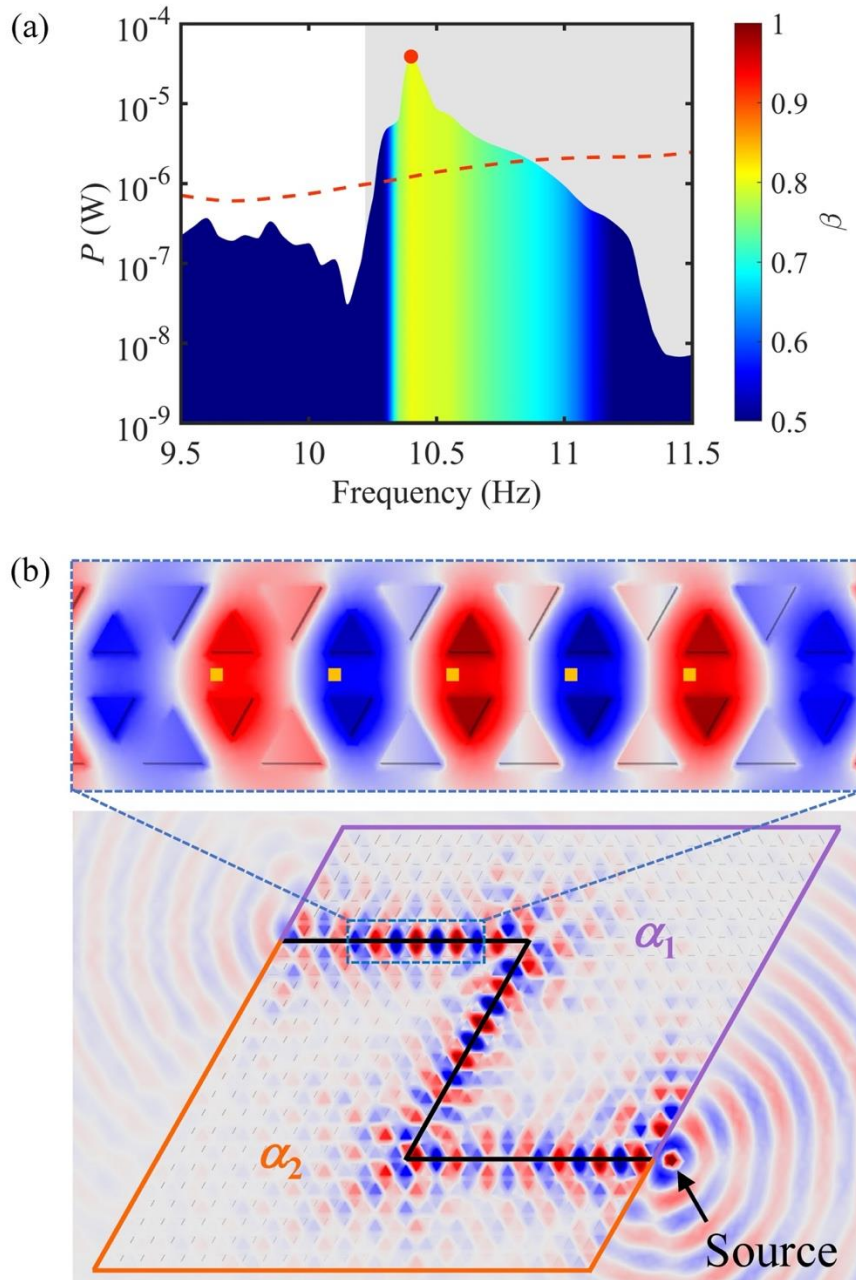 (a)
10⁻⁴
10⁻⁵
10⁻⁶
10⁻⁷
10⁻⁸
10⁻⁹
P (W)
9.5 10 10.5 11 11.5
Frequency (Hz)
1
0.9
0.8
0.7
0.6
0.5
β
(b)
α₁
α₂
Source